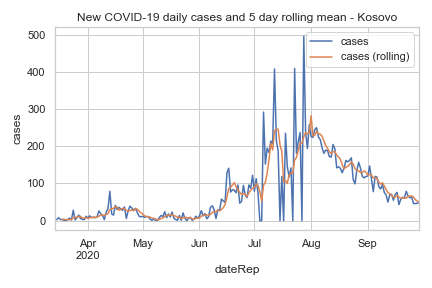 New COVID-19 daily cases and 5 day rolling mean - Kosovo
cases
cases (rolling)
500
400
300
200
100
0
cases
Apr
2020
May
Jun
Jul
Aug
Sep
dateRep